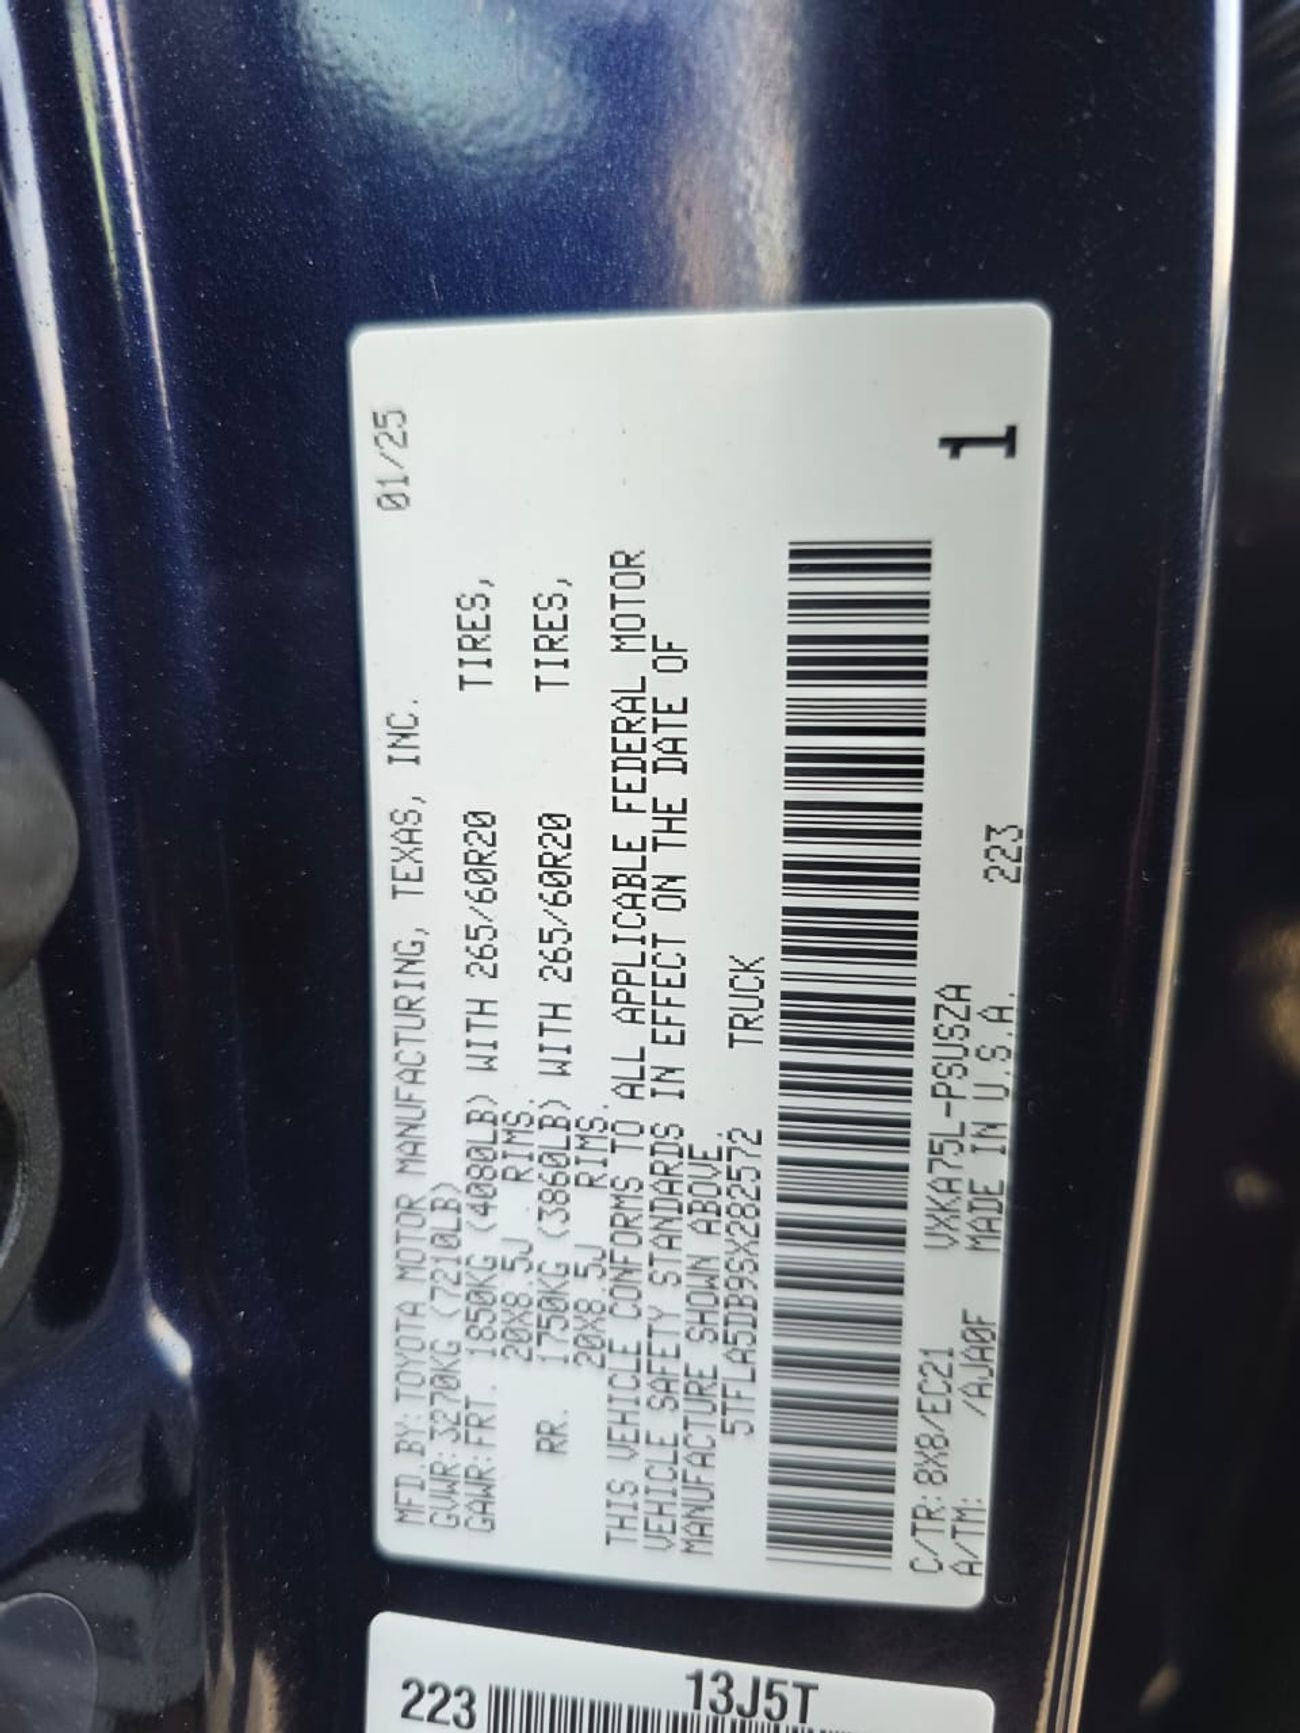 MFD.BY:TOYOTA MOTOR MANUFACTURING, TEXAS, INC. 01/25
GVWR:3270KG (7210LB)
GAWR:FRT. 1850KG (4080LB) WITH 265/60R20 TIRES,
20X8.5J RIMS.
RR. 1750KG (3860LB) WITH 265/60R20 TIRES,
20X8.5J RIMS.
THIS VEHICLE CONFORMS TO ALL APPLICABLE FEDERAL MOTOR
VEHICLE SAFETY STANDARDS IN EFFECT ON THE DATE OF
MANUFACTURE SHOWN ABOVE.
5TFLA5DB9SX282572 TRUCK
C/TR:8X8/EC21 VXKA75L-PSUSZA
A/TM: /AJA0F MADE IN U.S.A. 223
1
223
13J5T